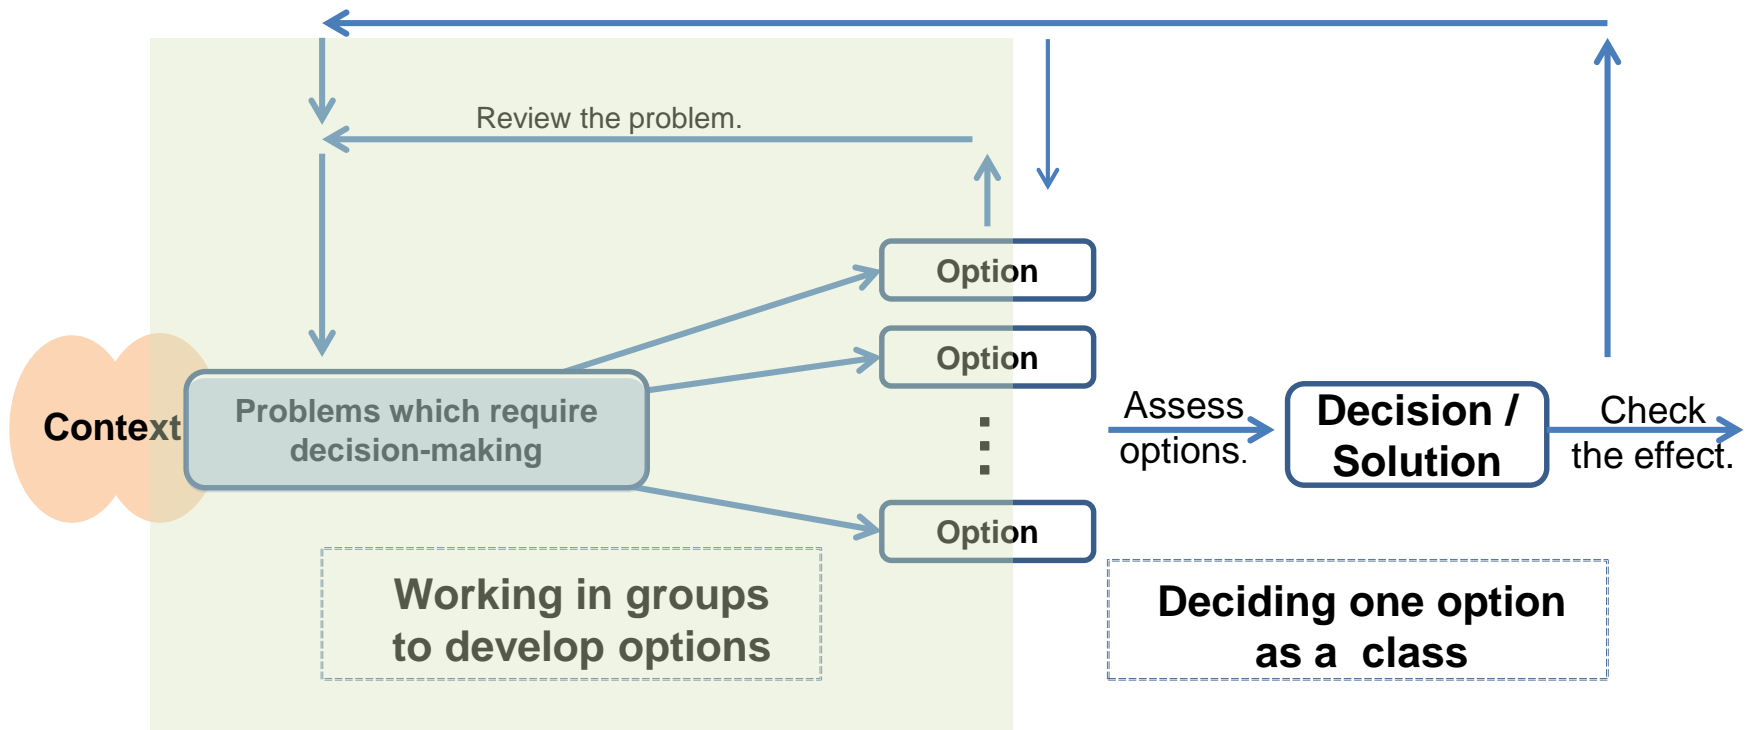 Review the problem.
Option
Option
Context
Problems which require
decision-making
Option
Assess
options.
Decision /
Solution
Check
the effect.
Working in groups
to develop options
Deciding one option
as a  class